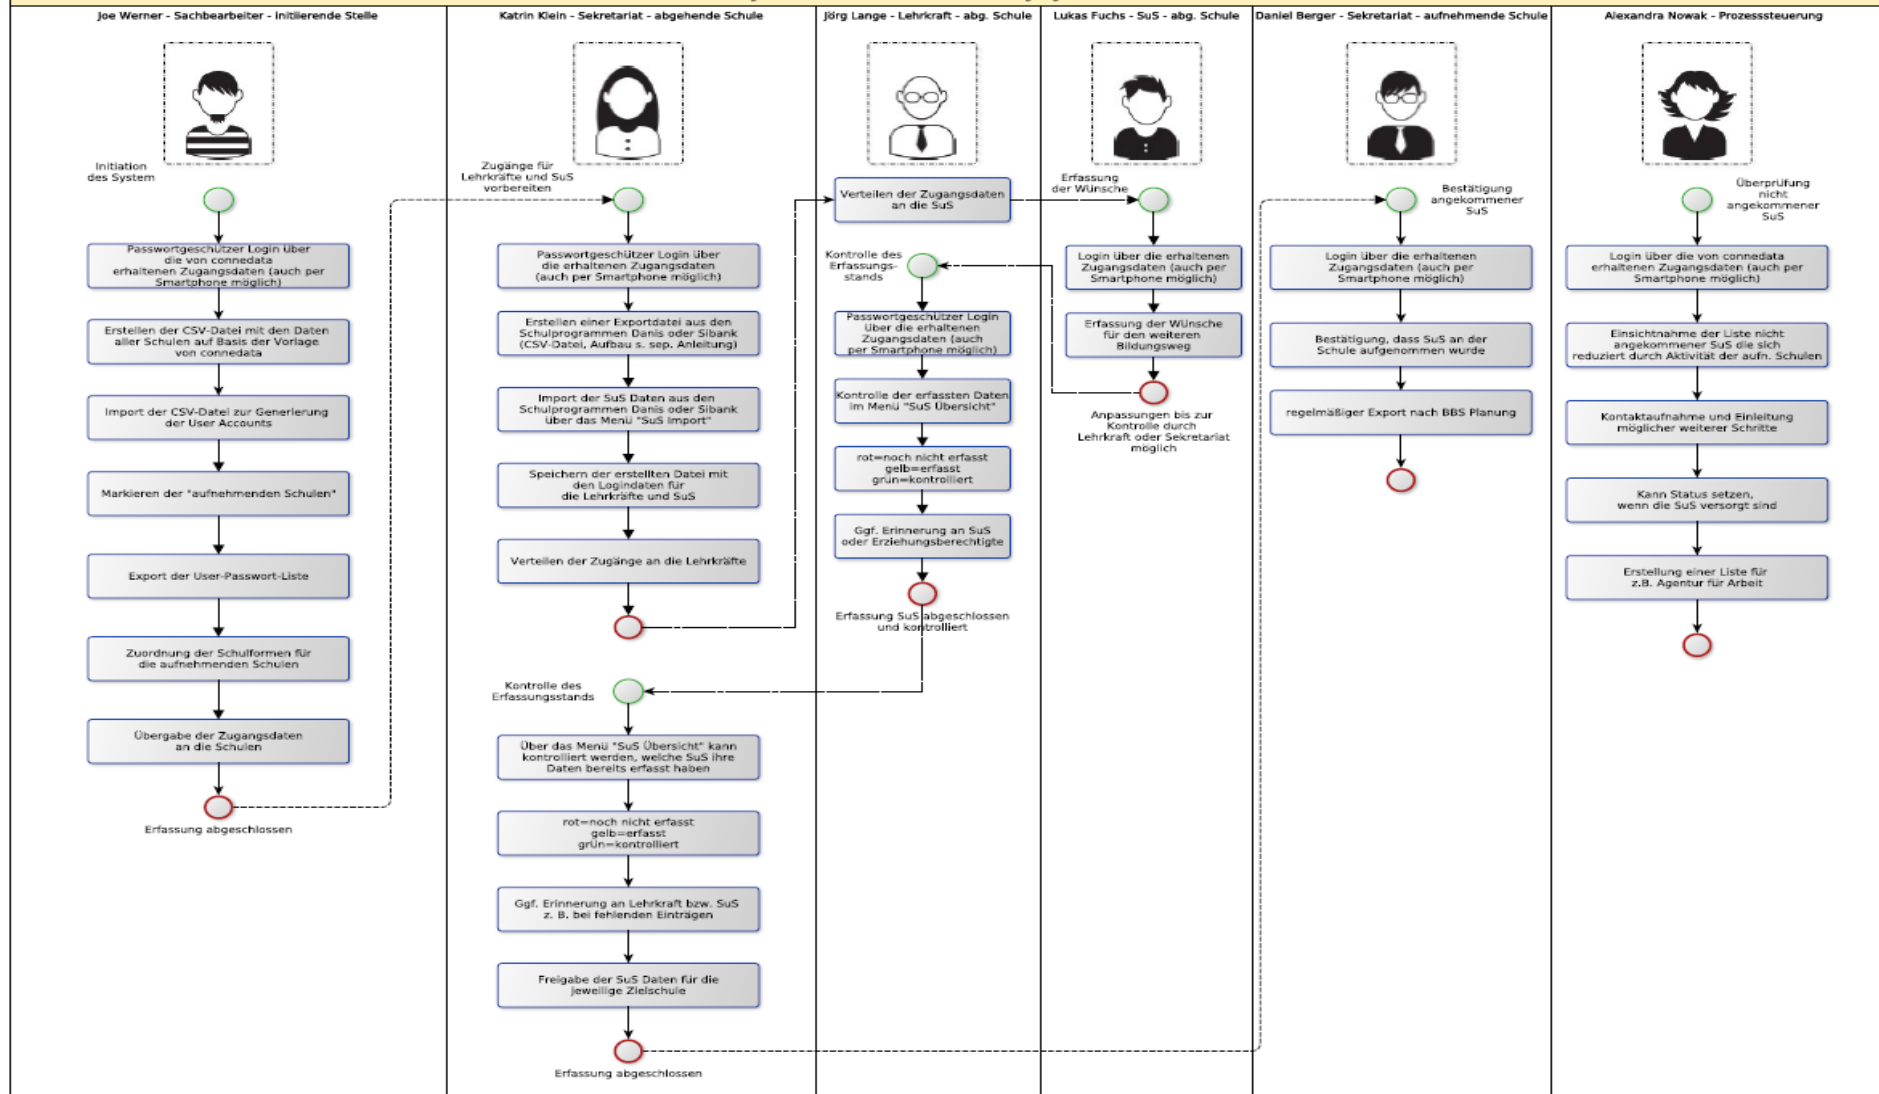 Joe Werner - Sachbearbeiter - initiierende Stelle
Initiation
des System
Passwortgeschützer Login über
die von connedata
erhaltenen Zugangsdaten (auch per
Smartphone möglich)
Erstellen der CSV-Datei mit den Daten
aller Schulen auf Basis der Vorlage
von connedata
Import der CSV-Datei zur Generierung
der User Accounts
Markieren der "aufnehmenden Schulen"
Export der User-Passwort-Liste
Zuordnung der Schulformen für
die aufnehmenden Schulen
Übergabe der Zugangsdaten
an die Schulen
Erfassung abgeschlossen
Katrin Klein - Sekretariat - abgehende Schule
Zugänge für
Lehrkräfte und SuS
vorbereiten
Passwortgeschützer Login über
die erhaltenen Zugangsdaten
(auch per Smartphone möglich)
Erstellen einer Exportdatei aus den
Schulprogrammen Danis oder Sibank
(CSV-Datei, Aufbau s. sep. Anleitung)
Import der SuS Daten aus den
Schulprogrammen Danis oder Sibank
über das Menü "SuS Import"
Speichern der erstellten Datei mit
den Logindaten für
die Lehrkräfte und SuS
Verteilen der Zugänge an die Lehrkräfte
Kontrolle des
Erfassungsstands
Über das Menü "SuS Übersicht" kann
kontrolliert werden, welche SuS ihre
Daten bereits erfasst haben
rot=noch nicht erfasst
gelb=erfasst
grün=kontrolliert
Ggf. Erinnerung an Lehrkraft bzw. SuS
z. B. bei fehlenden Einträgen
Freigabe der SuS Daten für die
jeweilige Zielschule
Erfassung abgeschlossen
Jörg Lange - Lehrkraft - abg. Schule
Verteilen der Zugangsdaten
an die SuS
Kontrolle des
Erfassungs-
stands
Passwortgeschützer Login
über die erhaltenen
Zugangsdaten (auch
per Smartphone möglich)
Kontrolle der erfassten Daten
im Menü "SuS Übersicht"
rot=noch nicht erfasst
gelb=erfasst
grün=kontrolliert
Ggf. Erinnerung an SuS
oder Erziehungsberechtigte
Erfassung SuS abgeschlossen
und kontrolliert
Lukas Fuchs - SuS - abg. Schule
Erfassung
der Wünsche
Login über die erhaltenen
Zugangsdaten (auch per
Smartphone möglich)
Erfassung der Wünsche
für den weiteren
Bildungsweg
Anpassungen bis zur
Kontrolle durch
Lehrkraft oder Sekretariat
möglich
Daniel Berger - Sekretariat - aufnehmende Schule
Bestätigung
angekommener
SuS
Login über die erhaltenen
Zugangsdaten (auch per
Smartphone möglich)
Bestätigung, dass SuS an der
Schule aufgenommen wurde
regelmäßiger Export nach BBS Planung
Alexandra Nowak - Prozesssteuerung
Überprüfung
nicht
angekommener
SuS
Login über die von connedata
erhaltenen Zugangsdaten (auch per
Smartphone möglich)
Einsichtnahme der Liste nicht
angekommener SuS die sich
reduziert durch Aktivität der aufn. Schulen
Kontaktaufnahme und Einleitung
möglicher weiterer Schritte
Kann Status setzen,
wenn die SuS versorgt sind
Erstellung einer Liste für
z.B. Agentur für Arbeit